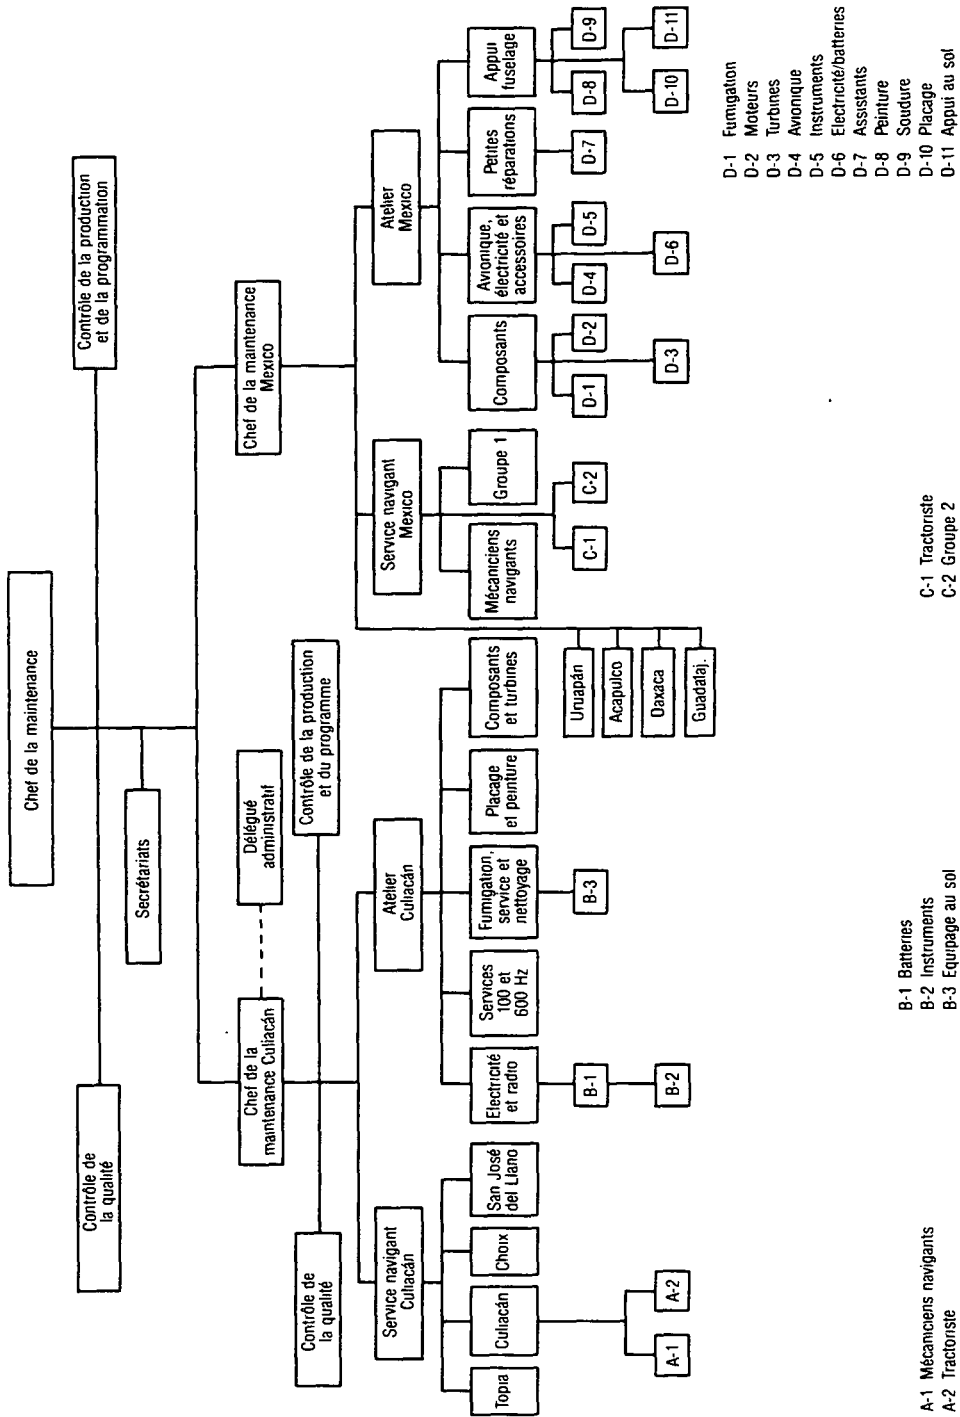 Chef de la maintenance
Contrôle de
la qualité
Contrôle de la production
et de la programmation
Secrétariats
Chef de la
maintenance Culiacán
Délégué
administratif
Chef de la maintenance
Mexico
Contrôle de
la qualité
Contrôle de la production
et du programme
Service navigant
Culiacán
Atelier
Culiacán
Service navigant
Mexico
Atelier
Mexico
Topia
Culiacán
Choix
San José
del Llano
Electricité
et radio
Services
100 et
600 Hz
Fumigation,
service et
nettoyage
Placage
et peinture
Composants
et turbines
Mécaniciens
navigants
Groupe 1
Composants
Avionique,
électricité et
accessoires
Petites
réparations
Appui
fuselage
A-1
A-2
B-1
B-2
B-3
Uruapán
Acapulco
Oaxaca
Guadalaj.
C-1
C-2
D-1
D-2
D-3
D-4
D-5
D-6
D-7
D-8
D-9
D-10
D-11
A-1 Mécaniciens navigants
A-2 Tractoriste
B-1 Batteries
B-2 Instruments
B-3 Equipage au sol
C-1 Tractoriste
C-2 Groupe 2
D-1 Fumigation
D-2 Moteurs
D-3 Turbines
D-4 Avionique
D-5 Instruments
D-6 Electricité/batteries
D-7 Assistants
D-8 Peinture
D-9 Soudure
D-10 Placage
D-11 Appui au sol